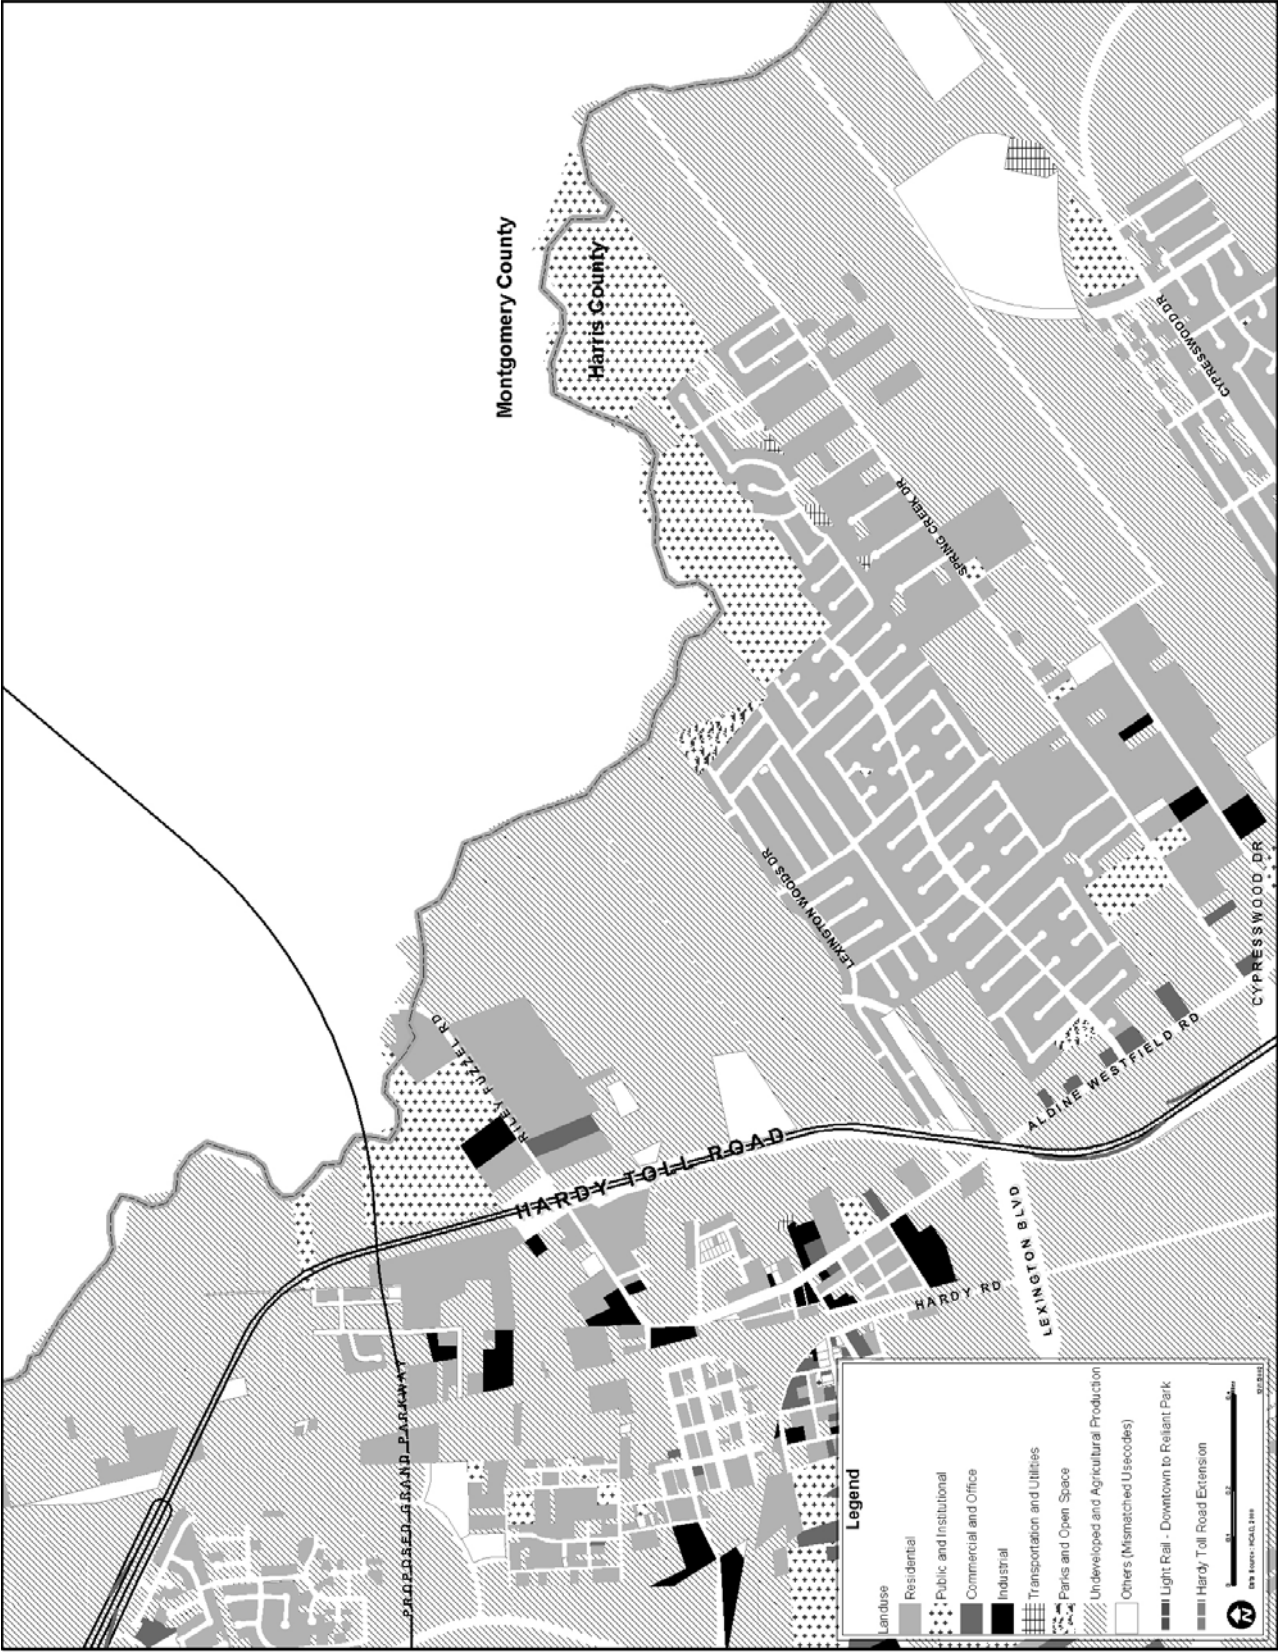 Montgomery County
Harris County
RILEY FUZZEL RD
HARDY TOLL ROAD
PROPOSED GRAND PARKWAY
LEXINGTON WOODS DR
SPRING CREEK DR
CYPRESSWOOD DR
CYPRESSWOOD DR
ALDINE WESTFIELD RD
HARDY RD
LEXINGTON BLVD
Legend
Landuse
Residential
Public and Institutional
Commercial and Office
Industrial
Transportation and Utilities
Parks and Open Space
Undeveloped and Agricultural Production
Others (Mismatched Usecodes)
Light Rail - Downtown to Reliant Park
Hardy Toll Road Extension
N